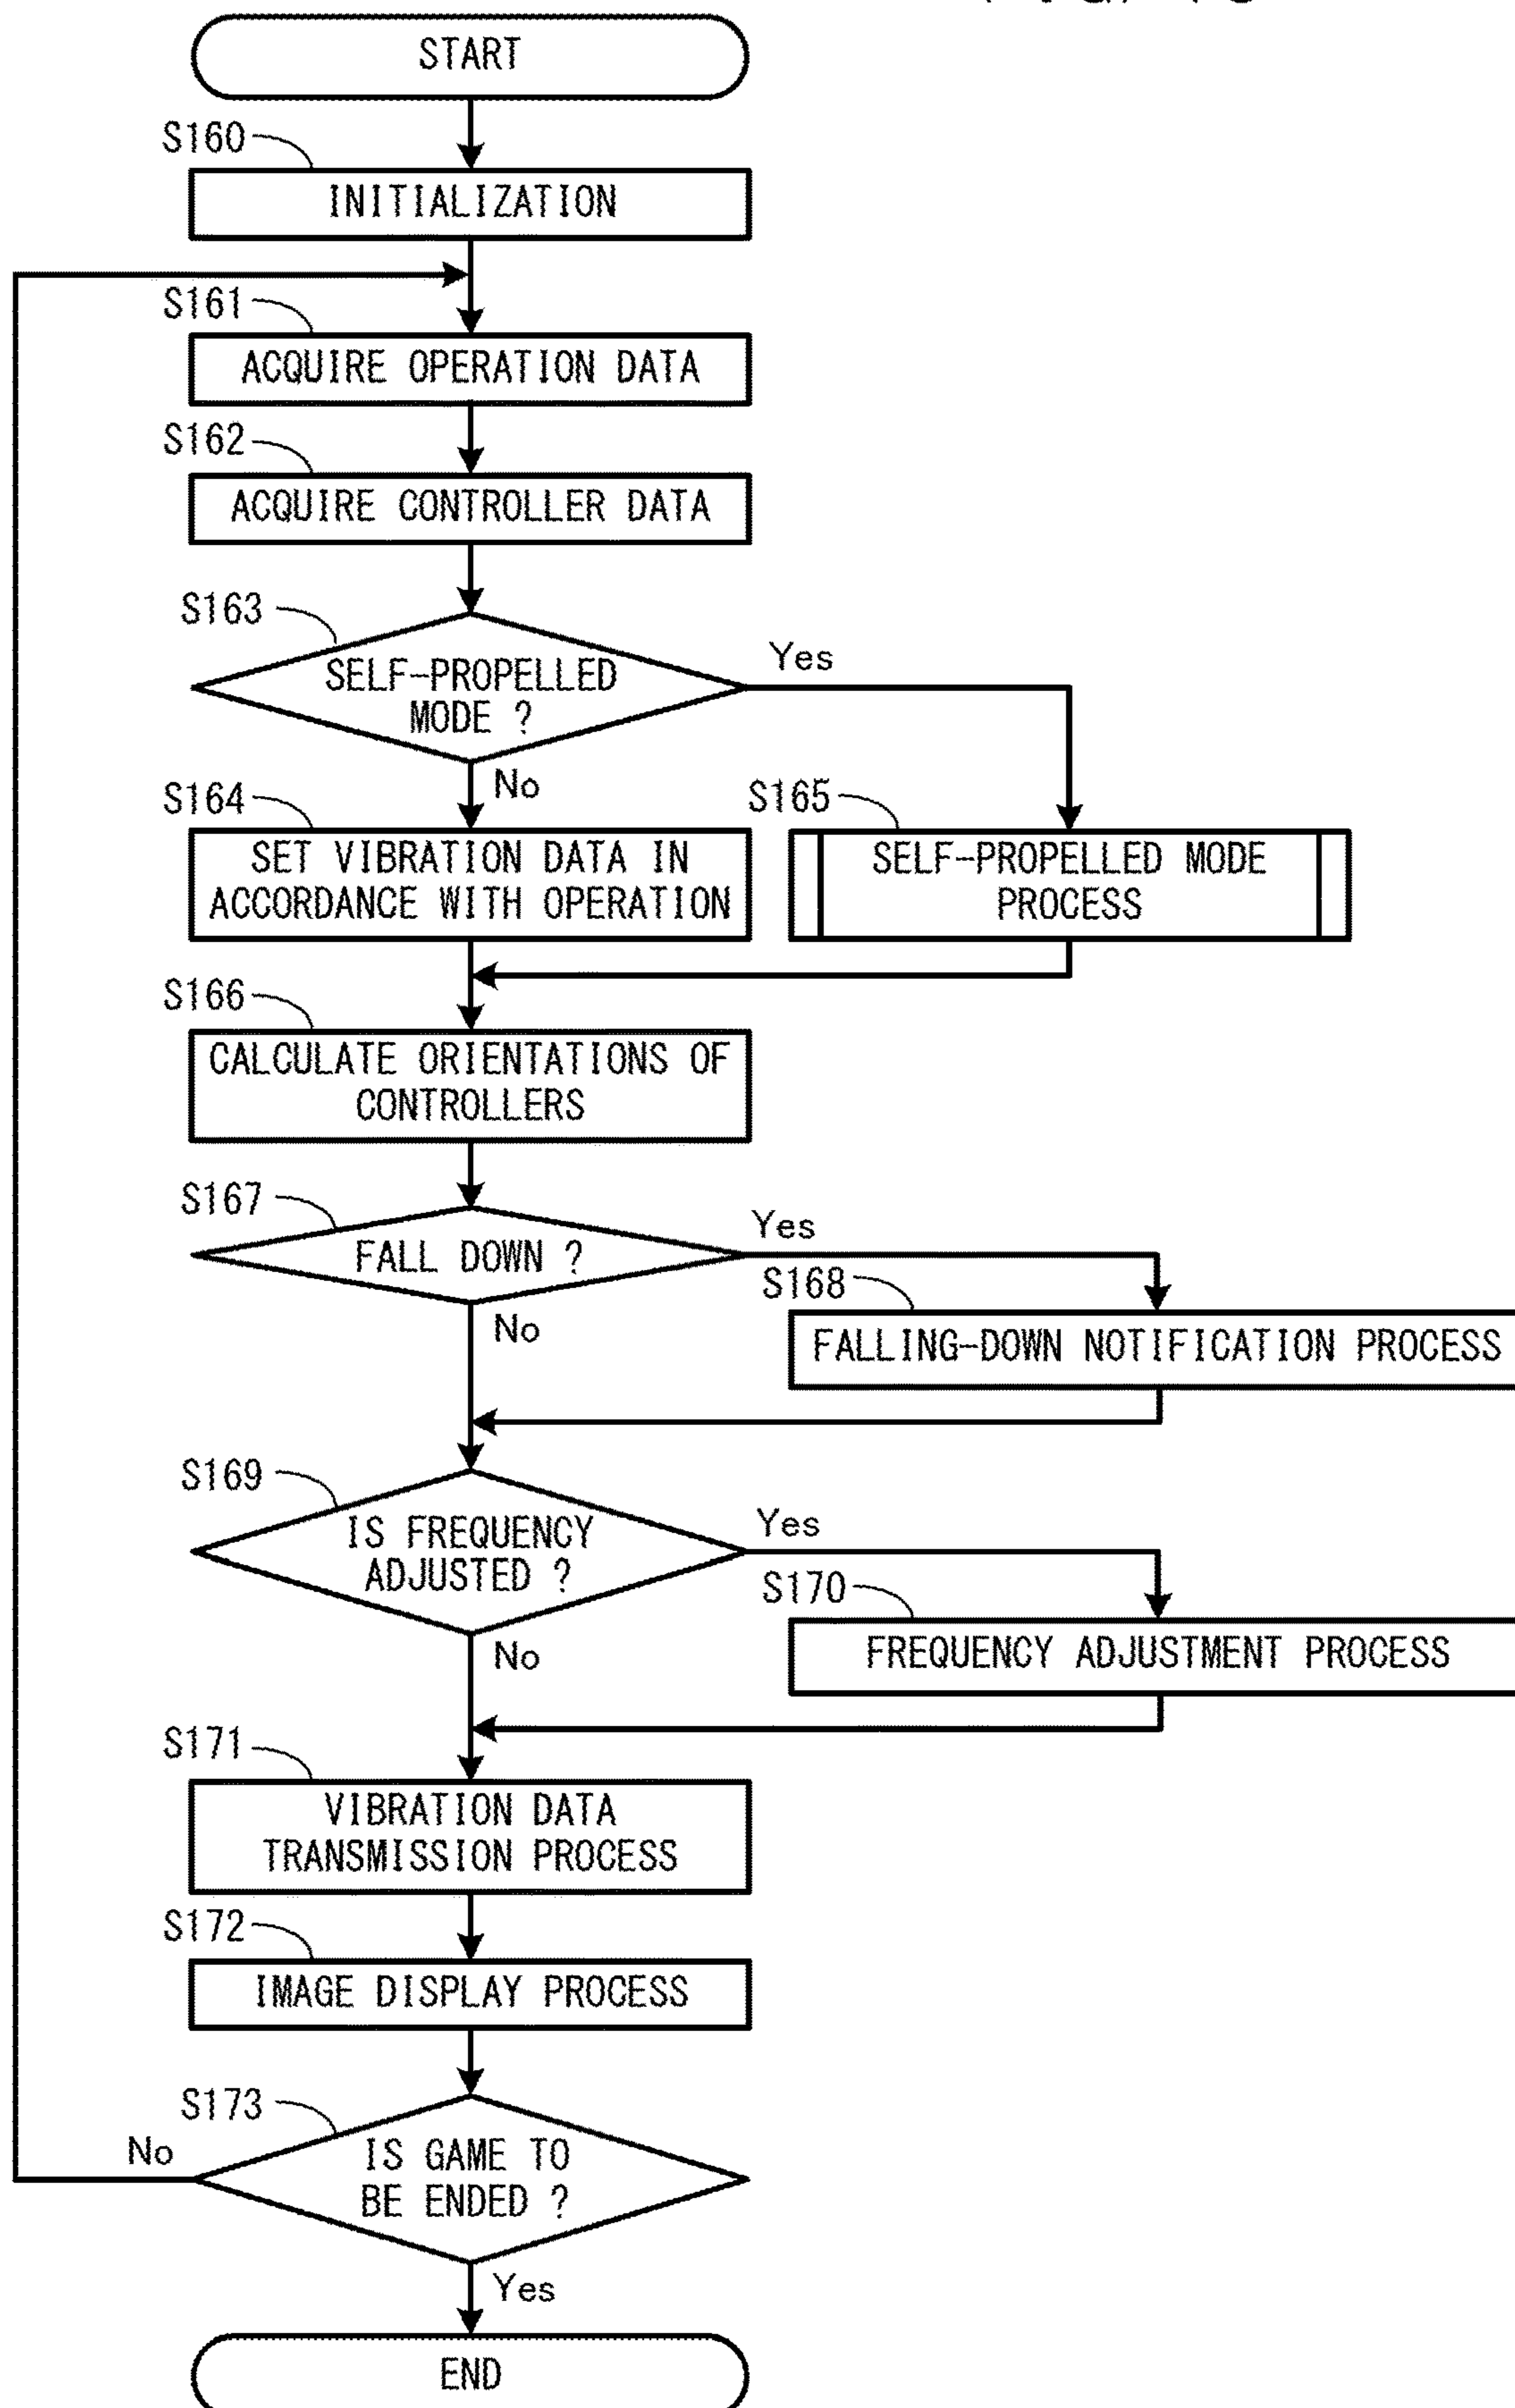 START
S160
INITIALIZATION
S161
ACQUIRE OPERATION DATA
S162
ACQUIRE CONTROLLER DATA
S163
SELF-PROPELLED
MODE ?
Yes
No
S164
SET VIBRATION DATA IN
ACCORDANCE WITH OPERATION
S165
SELF-PROPELLED MODE
PROCESS
S166
CALCULATE ORIENTATIONS OF
CONTROLLERS
S167
FALL DOWN ?
Yes
No
S168
FALLING-DOWN NOTIFICATION PROCESS
S169
IS FREQUENCY
ADJUSTED ?
Yes
No
S170
FREQUENCY ADJUSTMENT PROCESS
S171
VIBRATION DATA
TRANSMISSION PROCESS
S172
IMAGE DISPLAY PROCESS
S173
IS GAME TO
BE ENDED ?
No
Yes
END